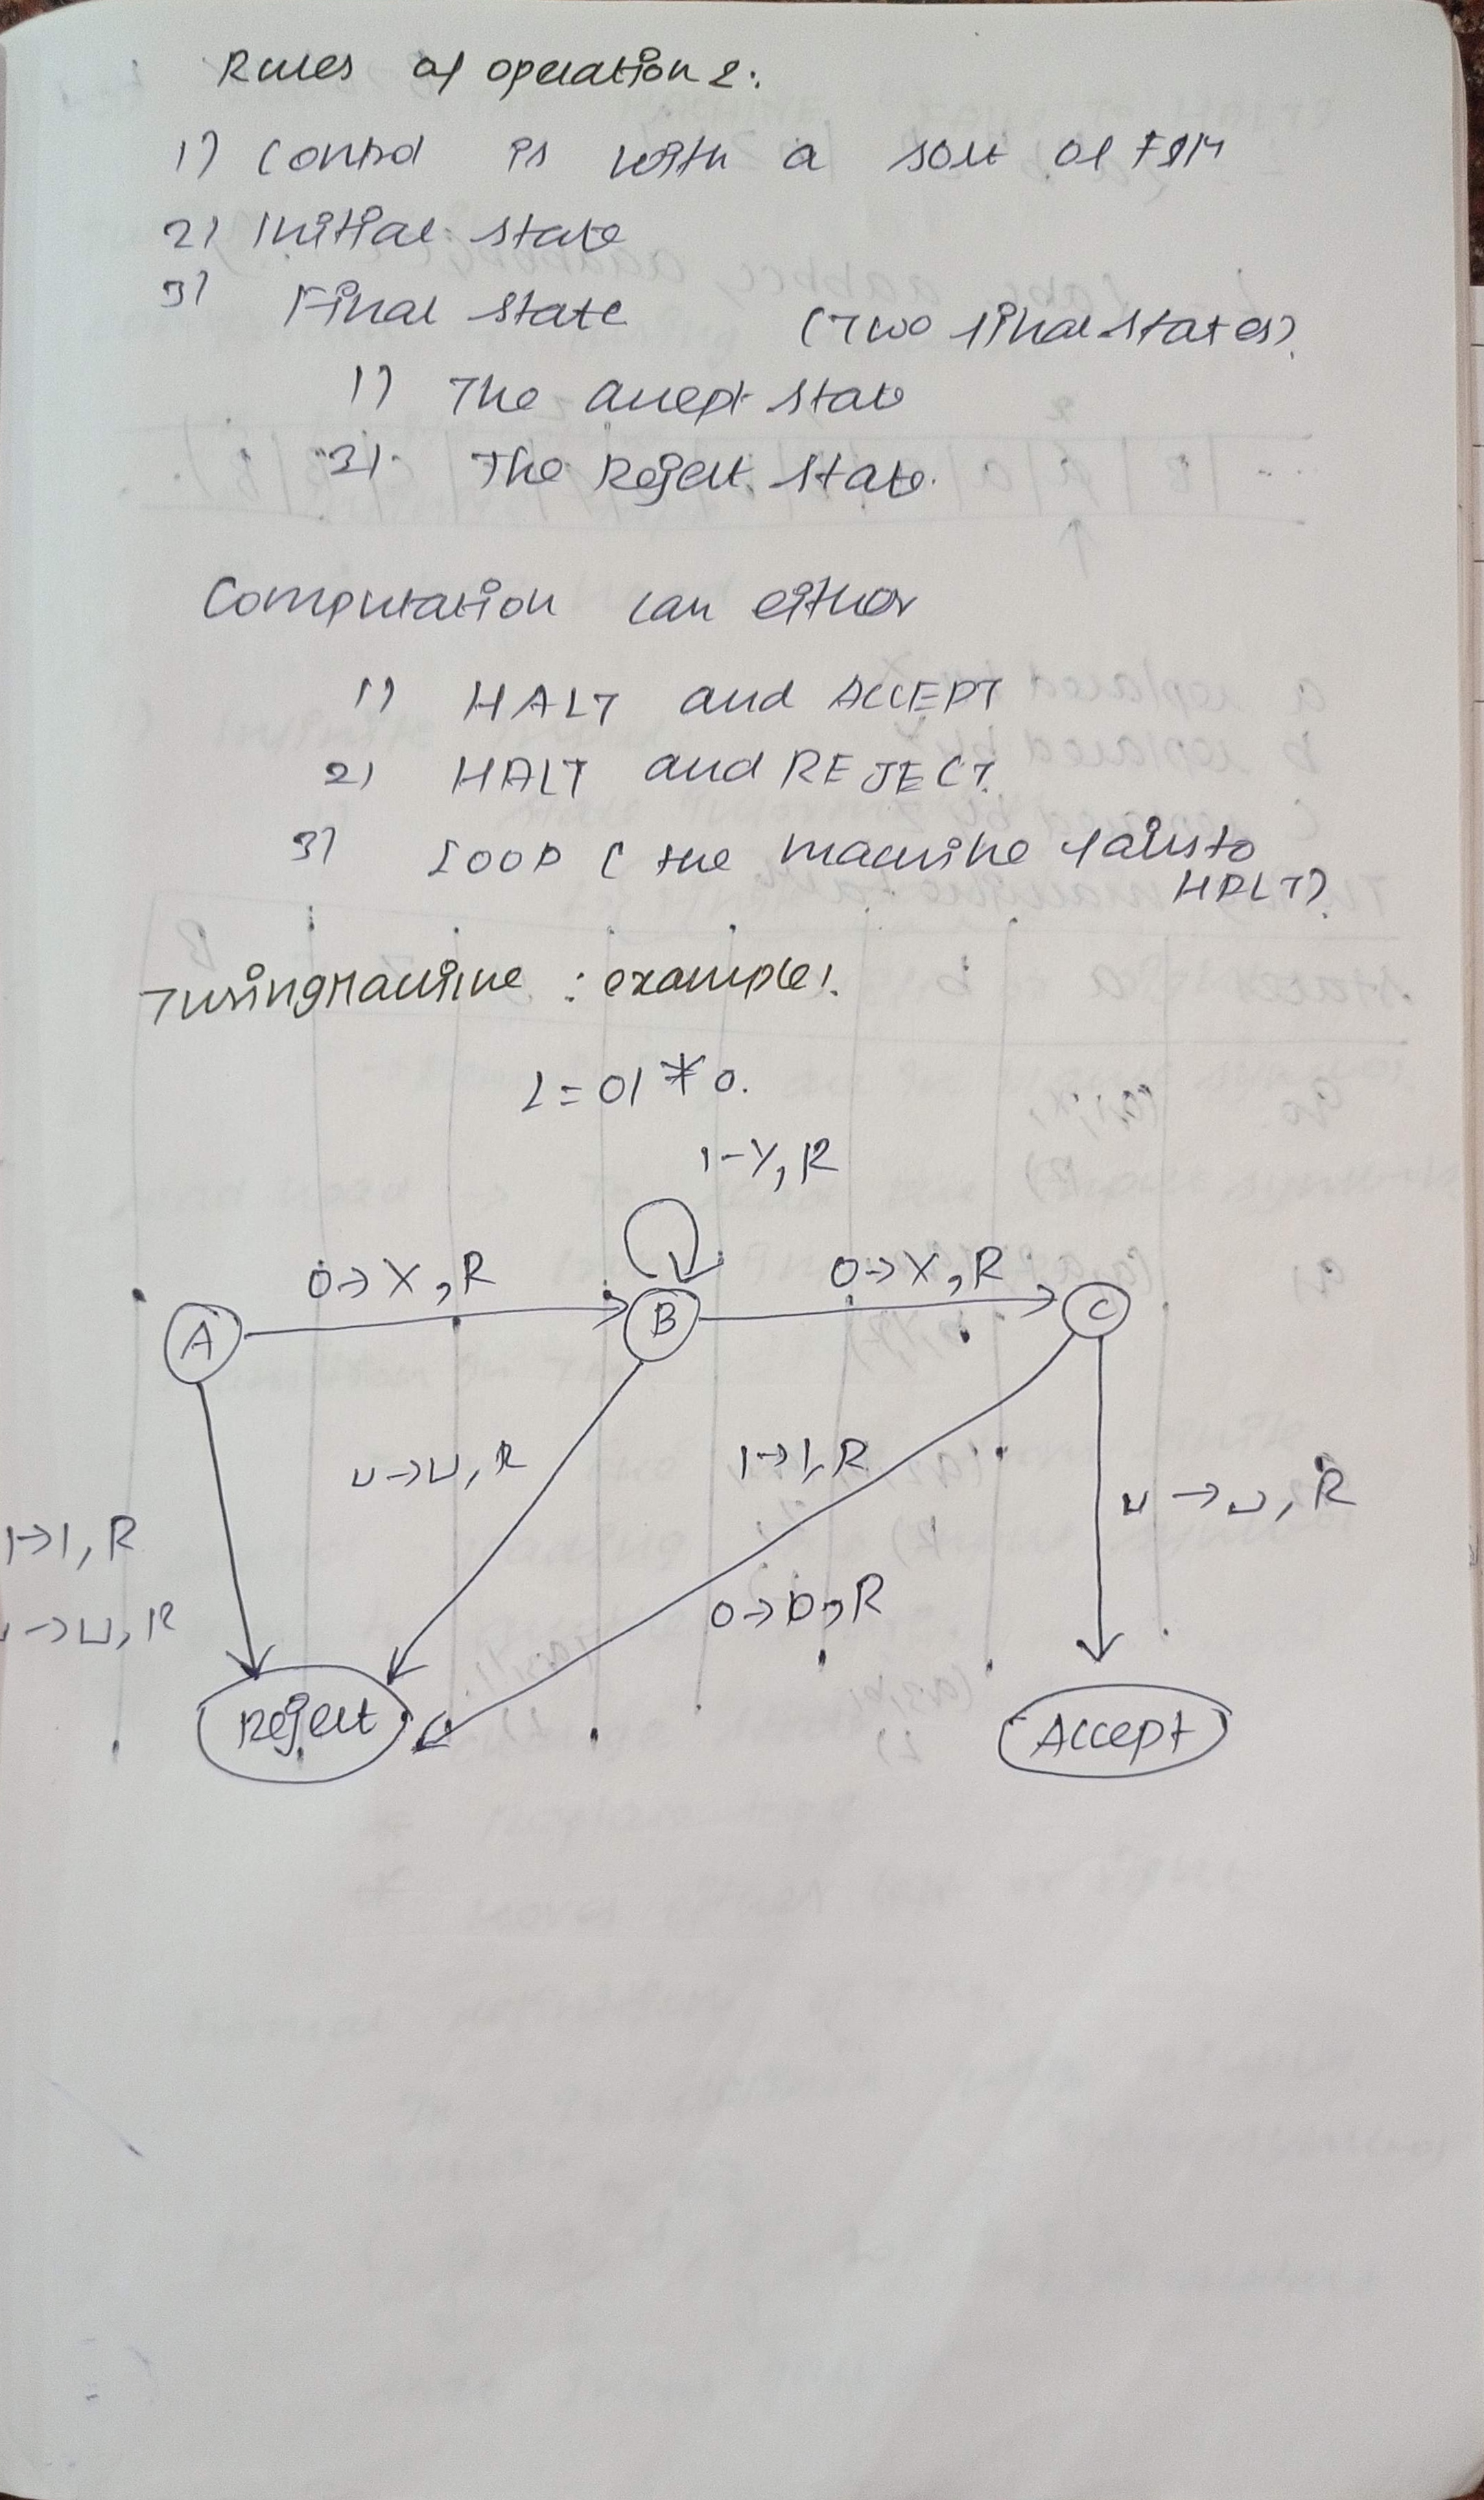 Rules of operation 2:
1) Control is with a sort of FSM
2) Initial state
3) Final state (Two final states).
1) The accept state
2) The Reject state.
Computation can either
1) HALT and ACCEPT
2) HALT and REJECT.
3) LOOP ( the machine fails to
HALT).
Turing Machine : example:
L = 01*0.
1-Y, R
0→X, R
0→X, R
A
B
C
⊔→⊔, R
1→1, R
⊔→⊔, R
1→1, R
0→0, R
→⊔, R
Reject
Accept